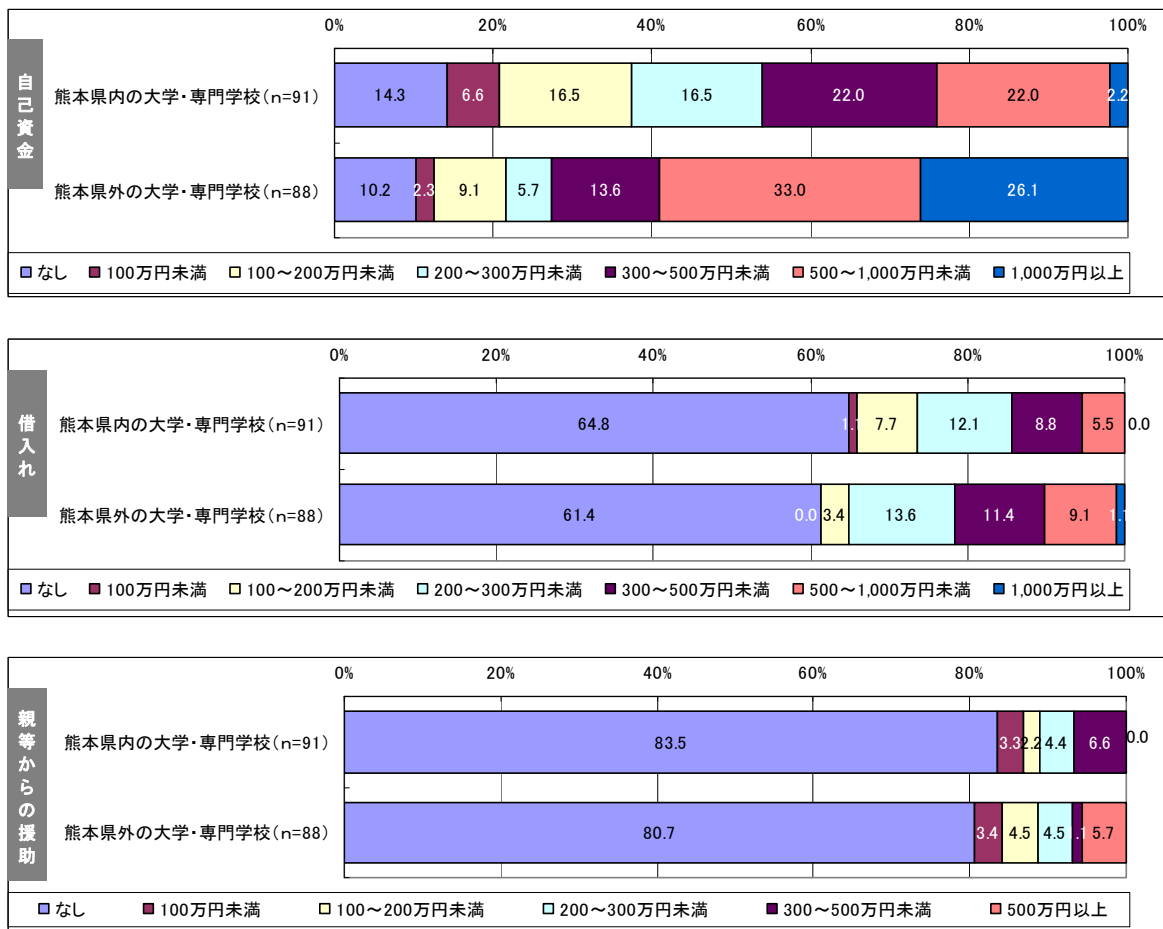 0% 20% 40% 60% 80% 100%
自己資金
熊本県内の大学・専門学校(n=91)
14.3 6.6 16.5 16.5 22.0 22.0 2.2
熊本県外の大学・専門学校(n=88)
10.2 2.3 9.1 5.7 13.6 33.0 26.1
なし 100万円未満 100～200万円未満 200～300万円未満 300～500万円未満 500～1,000万円未満 1,000万円以上
0% 20% 40% 60% 80% 100%
借入れ
熊本県内の大学・専門学校(n=91)
64.8 1.1 7.7 12.1 8.8 5.5 0.0
熊本県外の大学・専門学校(n=88)
61.4 0.0 3.4 13.6 11.4 9.1 1.1
なし 100万円未満 100～200万円未満 200～300万円未満 300～500万円未満 500～1,000万円未満 1,000万円以上
0% 20% 40% 60% 80% 100%
親等からの援助
熊本県内の大学・専門学校(n=91)
83.5 3.3 2.2 4.4 6.6 0.0
熊本県外の大学・専門学校(n=88)
80.7 3.4 4.5 4.5 1.1 5.7
なし 100万円未満 100～200万円未満 200～300万円未満 300～500万円未満 500万円以上